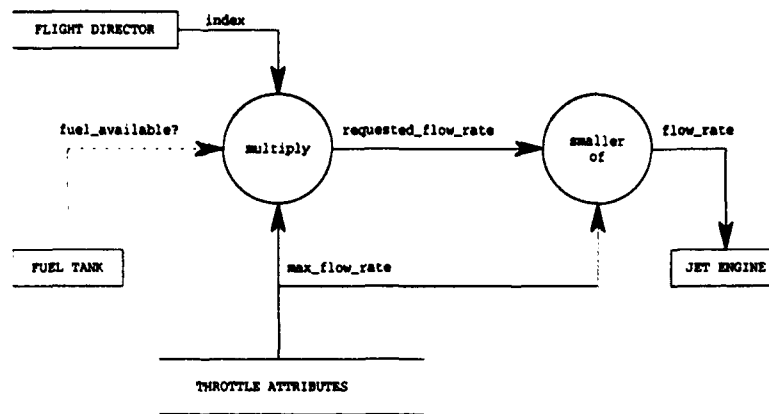 index
FLIGHT DIRECTOR
fuel_available?
requested_flow_rate
flow_rate
multiply
smaller
of
FUEL TANK
max_flow_rate
JET ENGINE
THROTTLE ATTRIBUTES